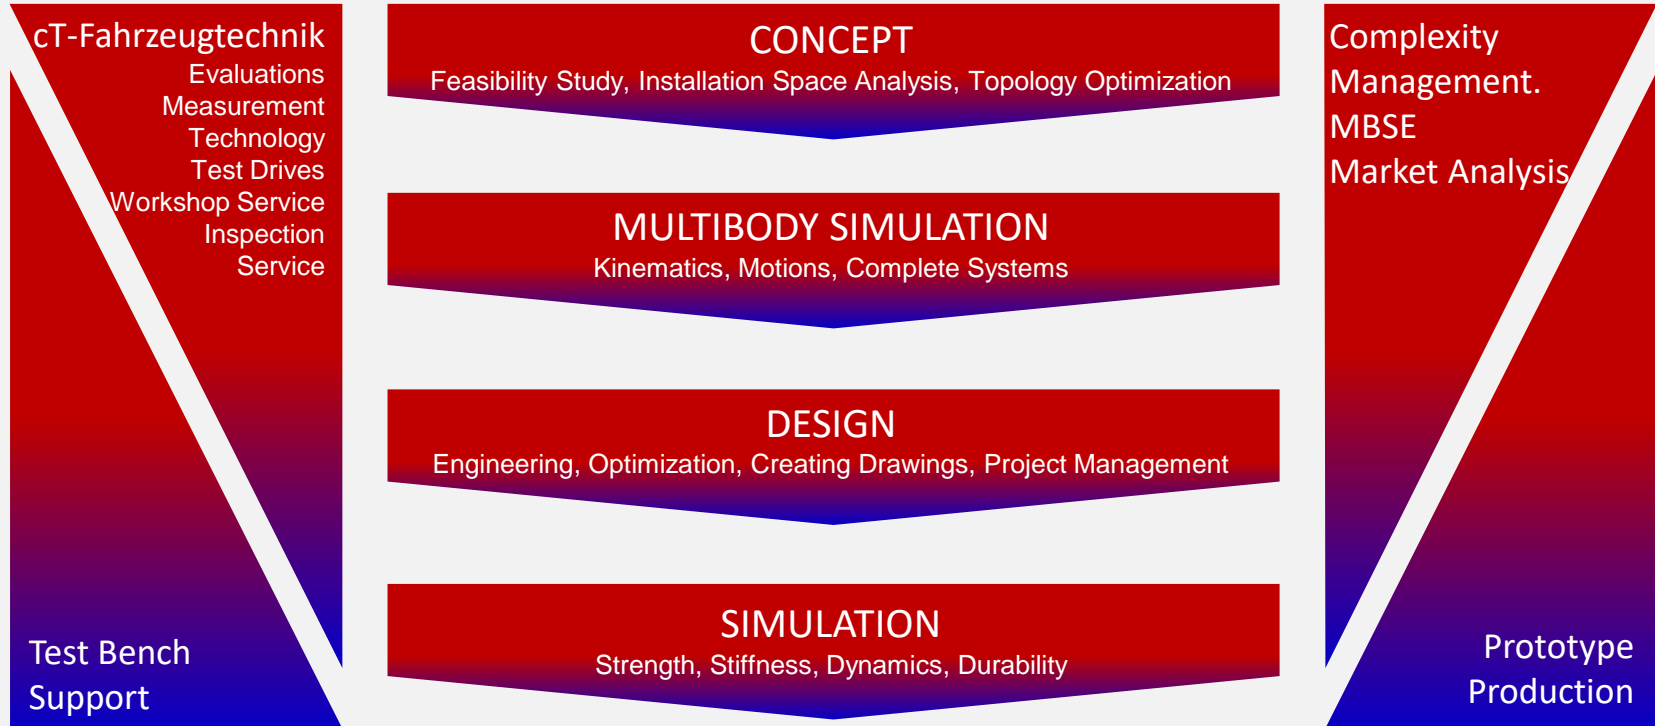 cT-Fahrzeugtechnik
Evaluations
Measurement
Technology
Test Drives
Workshop Service
Inspection
Service
Test Bench
Support
CONCEPT
Feasibility Study, Installation Space Analysis, Topology Optimization
MULTIBODY SIMULATION
Kinematics, Motions, Complete Systems
DESIGN
Engineering, Optimization, Creating Drawings, Project Management
SIMULATION
Strength, Stiffness, Dynamics, Durability
Complexity
Management.
MBSE
Market Analysis
Prototype
Production